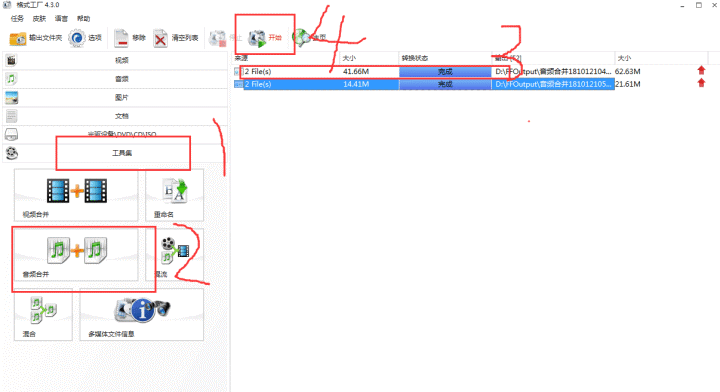 格式工厂 4.3.0
任务 皮肤 语言 帮助
输出文件夹 选项 移除 清空列表 停止 开始
4
3
来源 大小 转换状态 输出 [F2] 大小
2 File(s) 41.66M 完成 D:\FFOutput\音频合并181012104... 62.63M
2 File(s) 14.41M 完成 D:\FFOutput\音频合并181012105... 21.61M
视频
音频
图片
文档
光驱设备\DVD\CD\ISO
工具集
1
视频合并 重命名
2
音频合并 混流
混合 多媒体文件信息